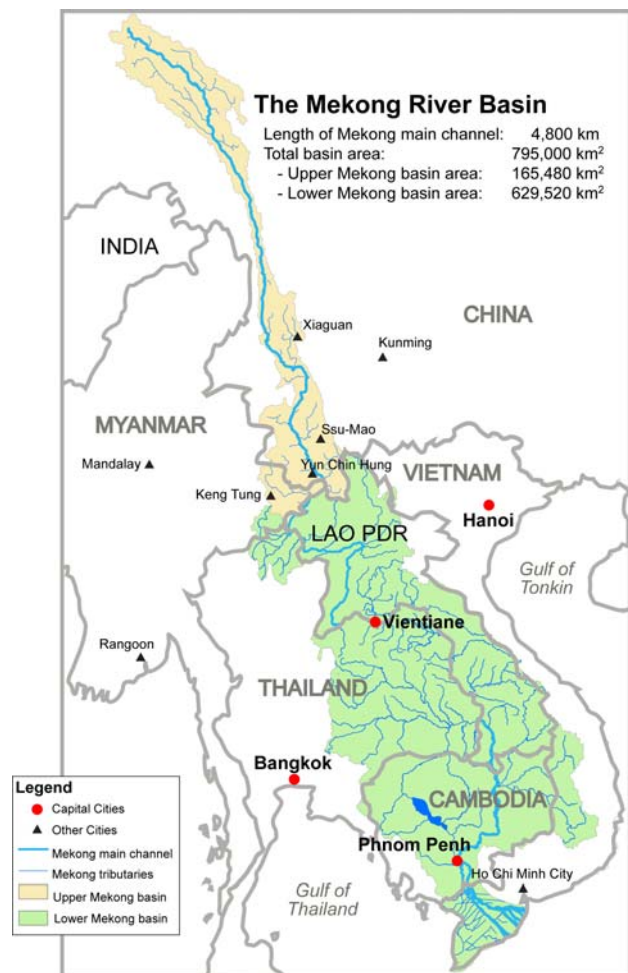 The Mekong River Basin
Length of Mekong main channel: 4,800 km
Total basin area: 795,000 km²
- Upper Mekong basin area: 165,480 km²
- Lower Mekong basin area: 629,520 km²
INDIA
CHINA
Xiaguan
Kunming
MYANMAR
Ssu-Mao
Mandalay
Yun Chin Hung
VIETNAM
Keng Tung
Hanoi
LAO PDR
Gulf of
Tonkin
Vientiane
Rangoon
THAILAND
Bangkok
CAMBODIA
Phnom Penh
Ho Chi Minh City
Gulf of
Thailand
Legend
Capital Cities
Other Cities
Mekong main channel
Mekong tributaries
Upper Mekong basin
Lower Mekong basin